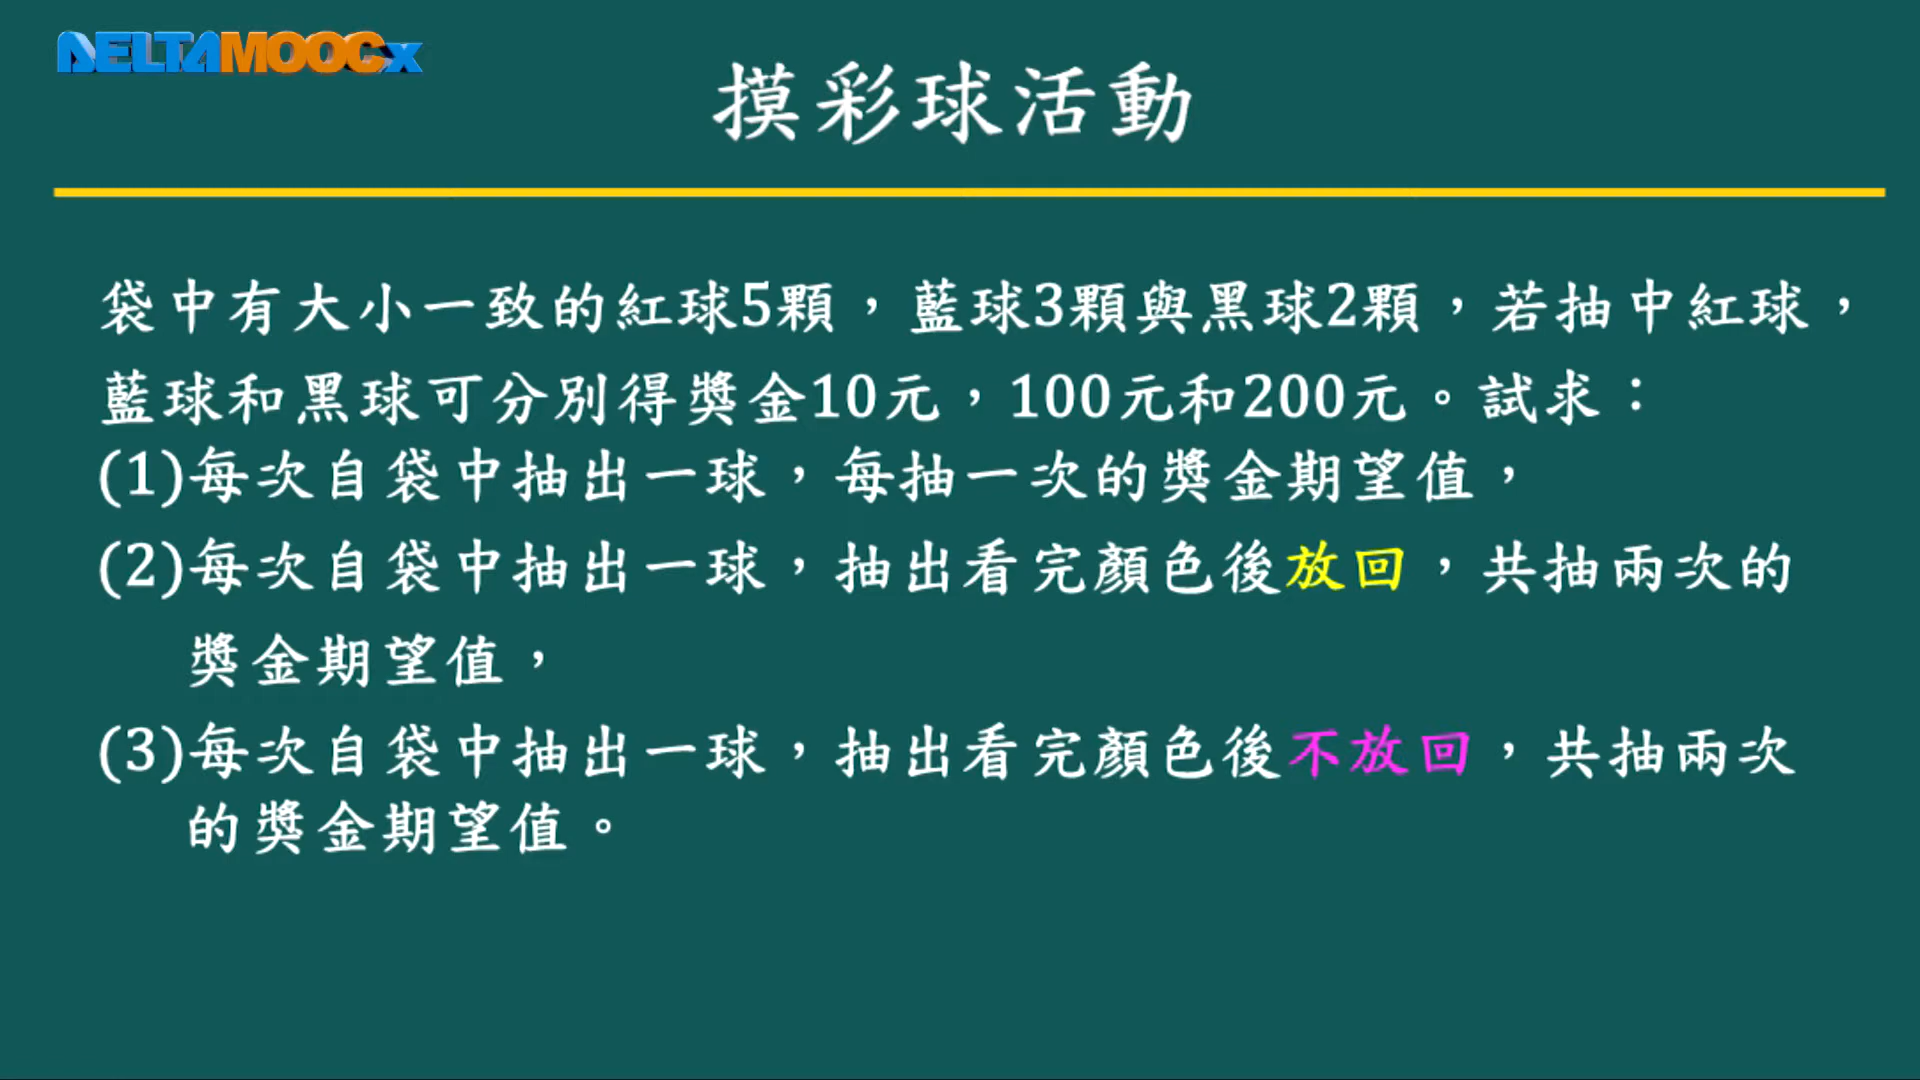 DELTAMOOCx
摸彩球活動
袋中有大小一致的紅球5顆，藍球3顆與黑球2顆，若抽中紅球，
藍球和黑球可分別得獎金10元，100元和200元。試求：
(1)每次自袋中抽出一球，每抽一次的獎金期望值，
(2)每次自袋中抽出一球，抽出看完顏色後放回，共抽兩次的
獎金期望值，
(3)每次自袋中抽出一球，抽出看完顏色後不放回，共抽兩次
的獎金期望值。